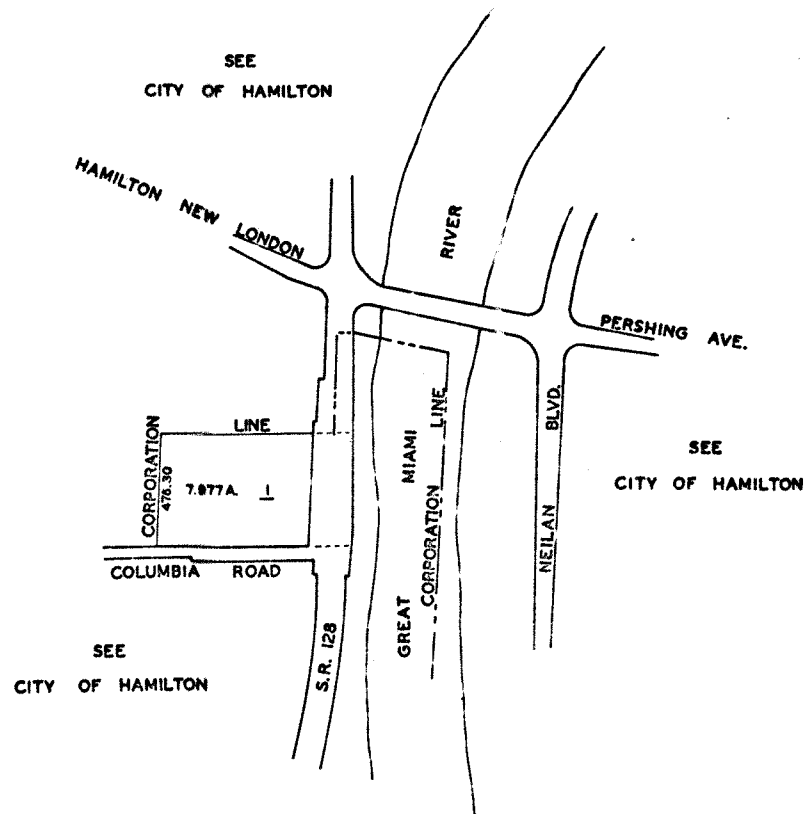 SEE
CITY OF HAMILTON
HAMILTON NEW LONDON
RIVER
PERSHING AVE.
CORPORATION LINE
476.30
7.977A. 1
COLUMBIA ROAD
S.R. 128
GREAT MIAMI
CORPORATION LINE
NEILAN BLVD.
SEE
CITY OF HAMILTON
SEE
CITY OF HAMILTON